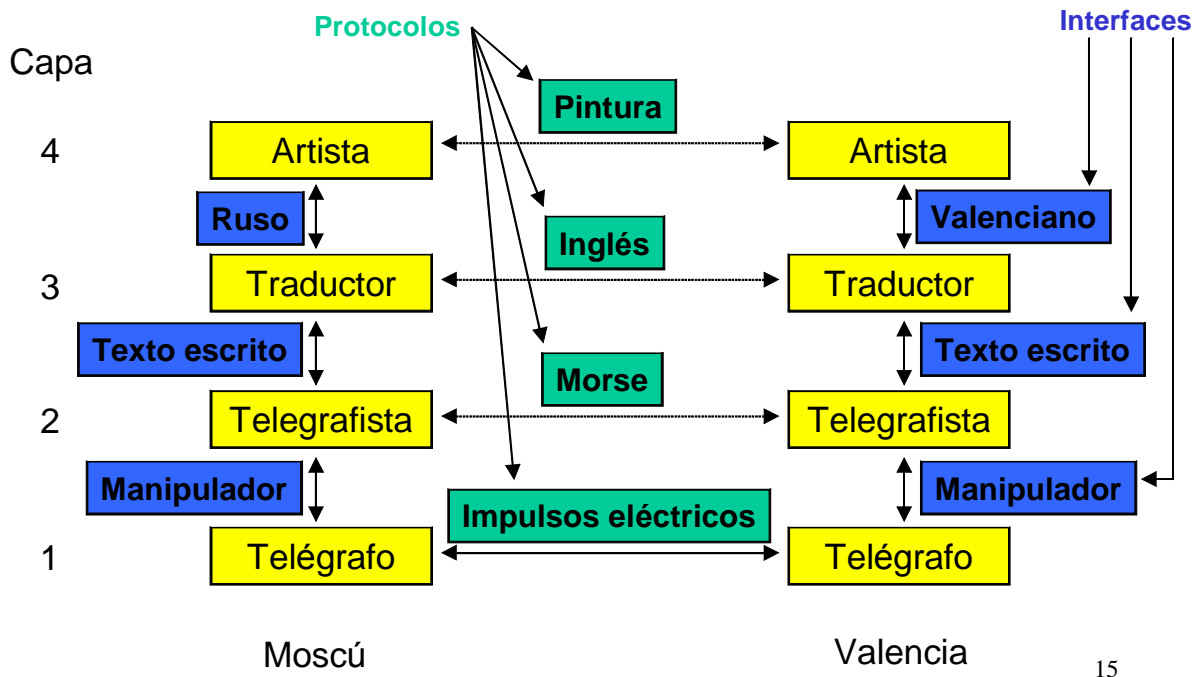 Protocolos
Interfaces
Capa
Pintura
4
Artista
Artista
Ruso
Valenciano
Inglés
3
Traductor
Traductor
Texto escrito
Texto escrito
Morse
2
Telegrafista
Telegrafista
Manipulador
Manipulador
Impulsos eléctricos
1
Telégrafo
Telégrafo
Moscú
Valencia
15